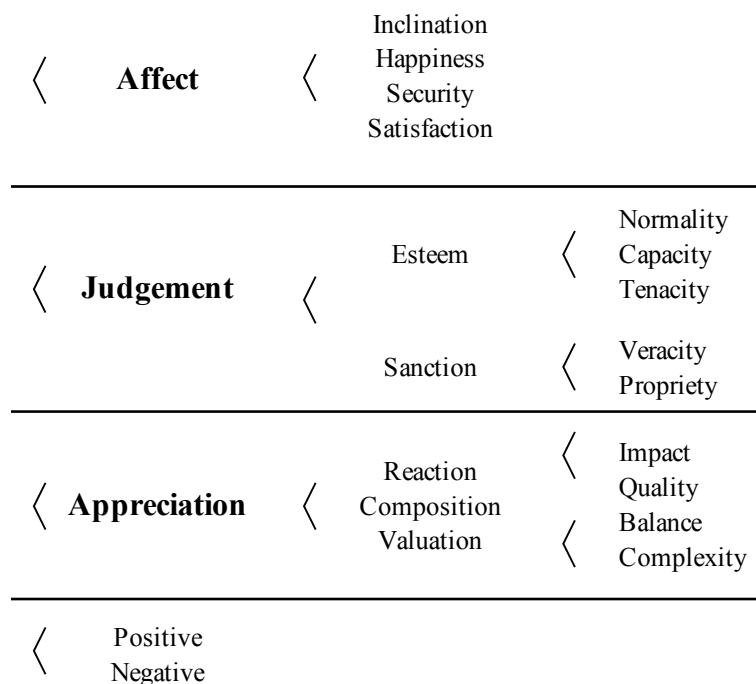 Affect
Inclination
Happiness
Security
Satisfaction
Judgement
Esteem
Normality
Capacity
Tenacity
Sanction
Veracity
Propriety
Appreciation
Reaction
Composition
Valuation
Impact
Quality
Balance
Complexity
Positive
Negative